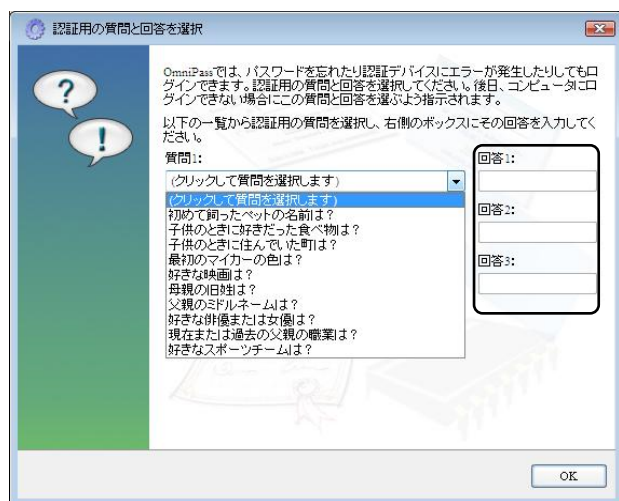 認証用の質問と回答を選択
OmniPassでは、パスワードを忘れたり認証デバイスにエラーが発生したりしてもロ
グインできます。認証用の質問と回答を選択してください。後日、コンピュータにロ
グインできない場合にこの質問と回答を選ぶよう指示されます。
以下の一覧から認証用の質問を選択し、右側のボックスにその回答を入力してく
ださい。
質問1:
回答1:
(クリックして質問を選択します)
(クリックして質問を選択します)
初めて飼ったペットの名前は？
回答2:
子供のときに好きだった食べ物は？
子供のときに住んでいた町は？
最初のマイカーの色は？
回答3:
好きな映画は？
母親の旧姓は？
父親のミドルネームは？
好きな俳優または女優は？
現在または過去の父親の職業は？
好きなスポーツチームは？
OK